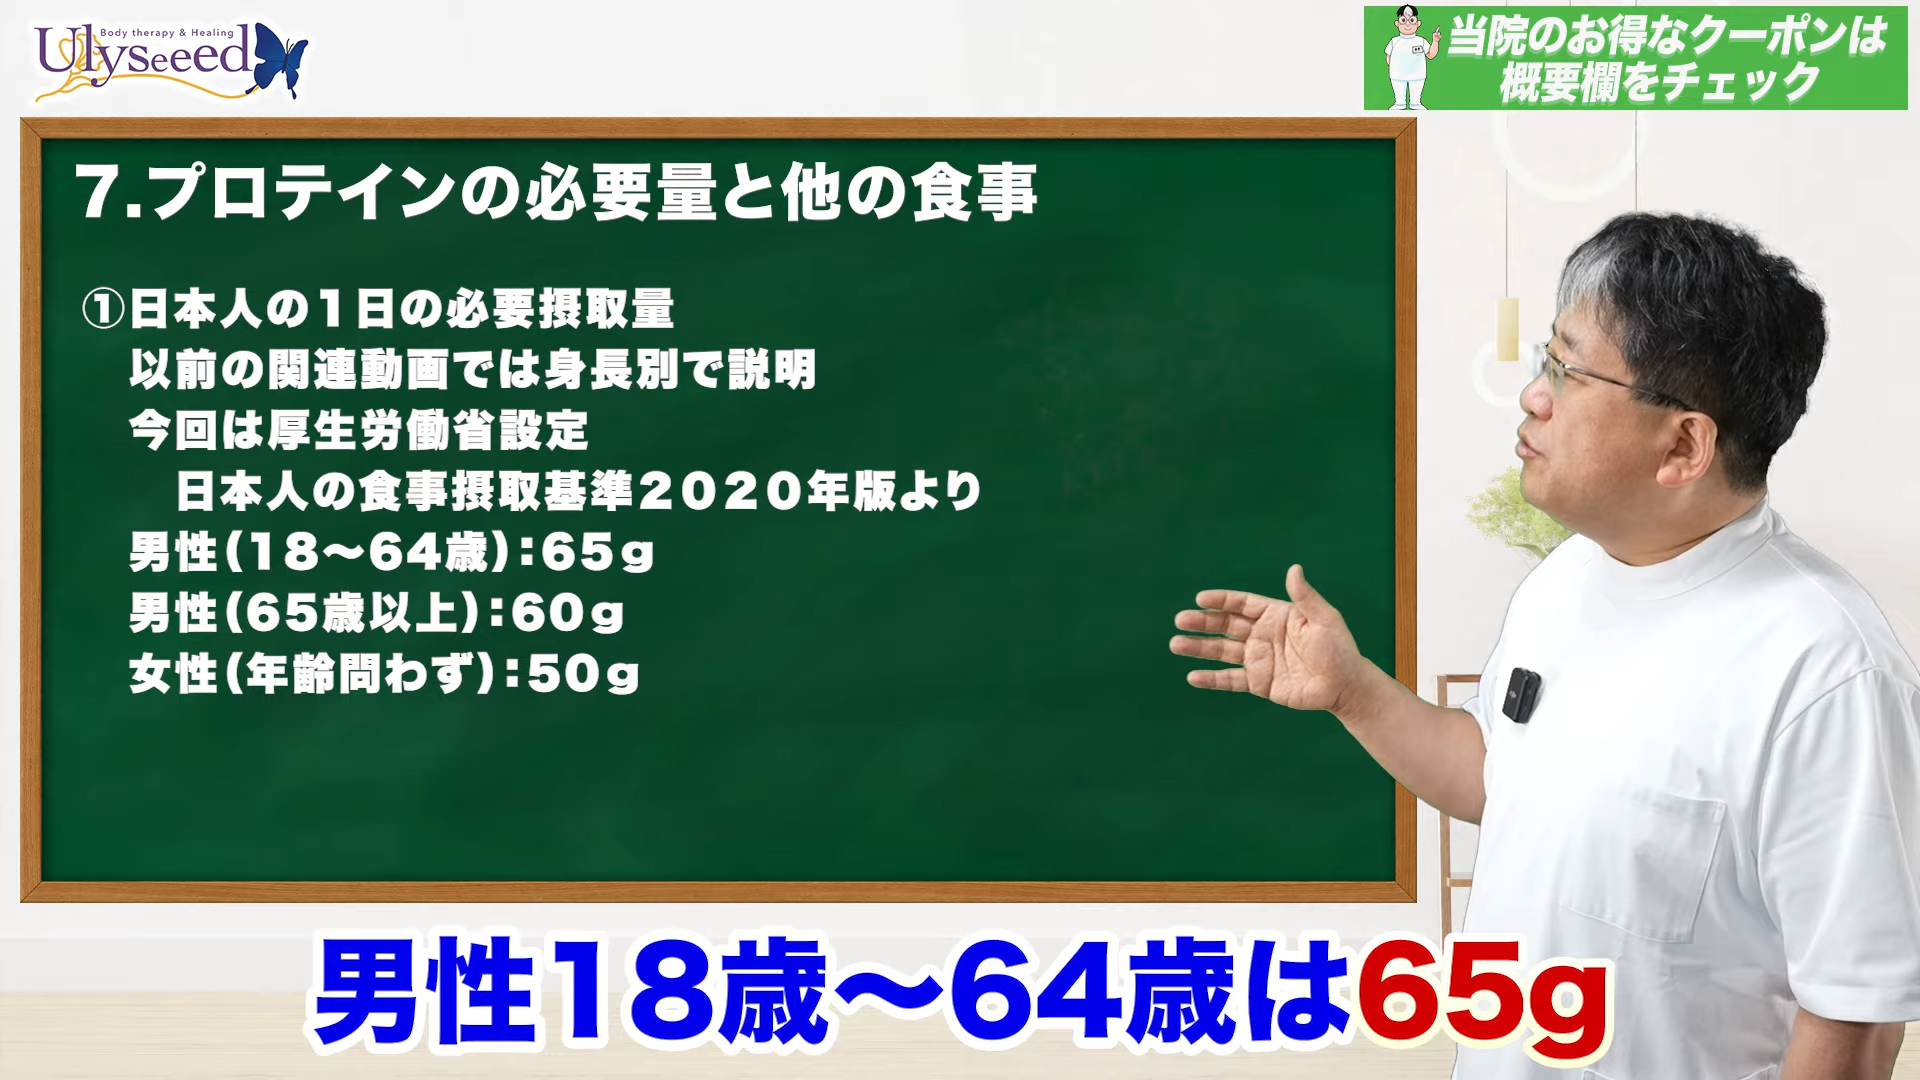 Body therapy & Healing
Ulyseeed
当院のお得なクーポンは
概要欄をチェック
7.プロテインの必要量と他の食事
①日本人の1日の必要摂取量
以前の関連動画では身長別で説明
今回は厚生労働省設定
日本人の食事摂取基準2020年版より
男性(18～64歳):65g
男性(65歳以上):60g
女性(年齢問わず):50g
男性18歳～64歳は65g